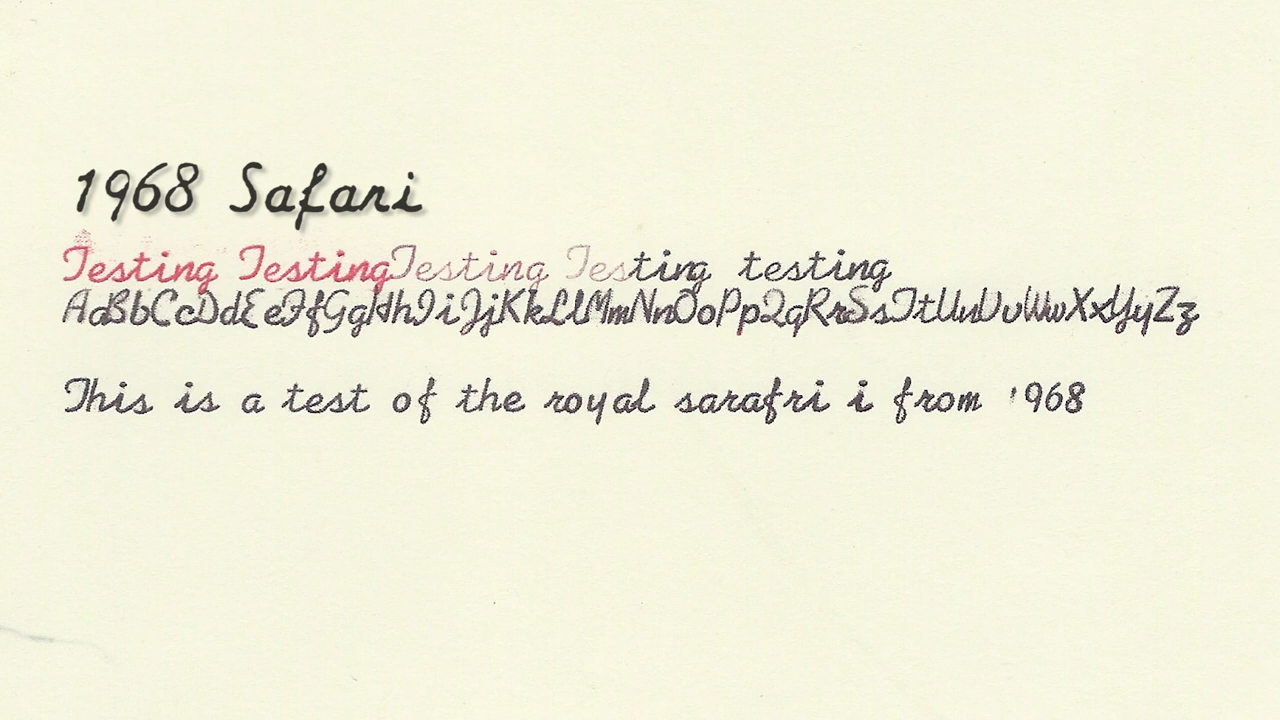 1968 Safari
Testing TestingTesting Testing testing
AaBbCcDdEeFfGgHhIiJjKkLlMmNnOoPpQqRrSsTtUuVvWwXxYyZz
This is a test of the royal sarafri i from '968